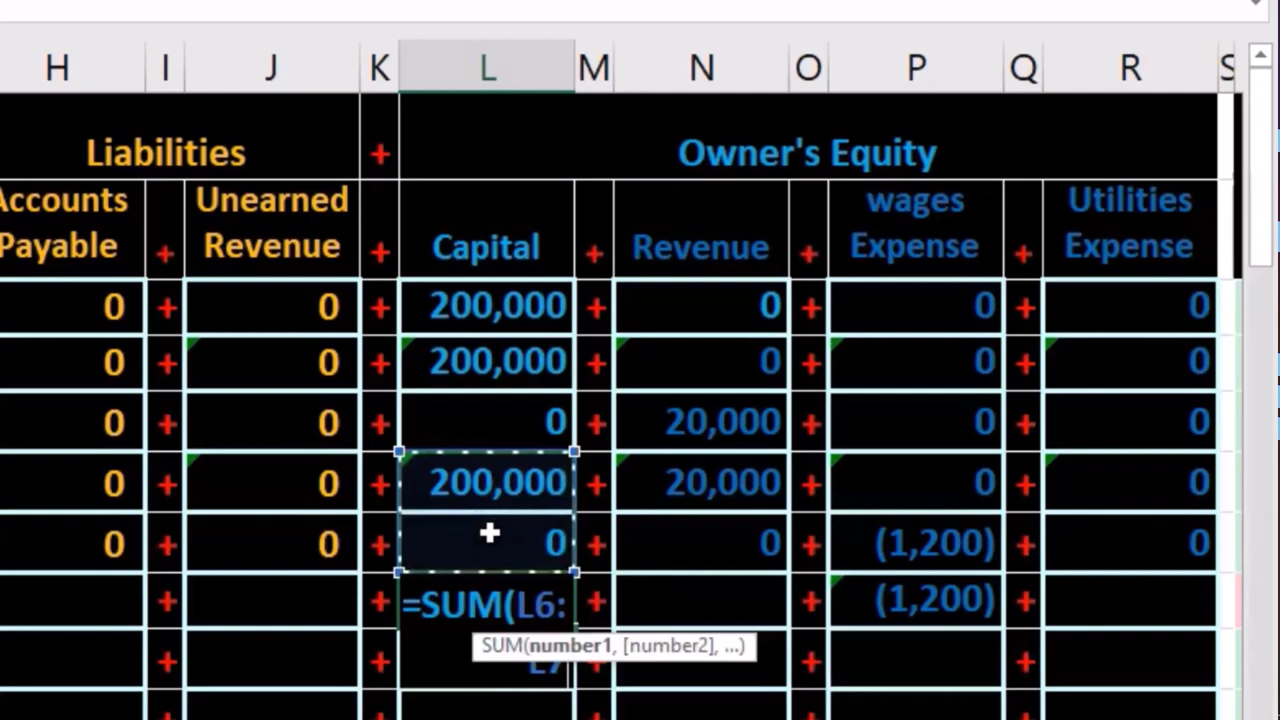 H I J K L M N O P Q R S
Liabilities + Owner's Equity
Accounts Unearned wages Utilities
Payable + Revenue + Capital + Revenue + Expense + Expense
0 + 0 + 200,000 + 0 + 0 + 0
0 + 0 + 200,000 + 0 + 0 + 0
0 + 0 + 0 + 20,000 + 0 + 0
0 + 0 + 200,000 + 20,000 + 0 + 0
0 + 0 + 0 + 0 + (1,200) + 0
+ + =SUM(L6: + + (1,200) +
SUM(number1, [number2], ...)
+ + L7 + + +
+ + + + +